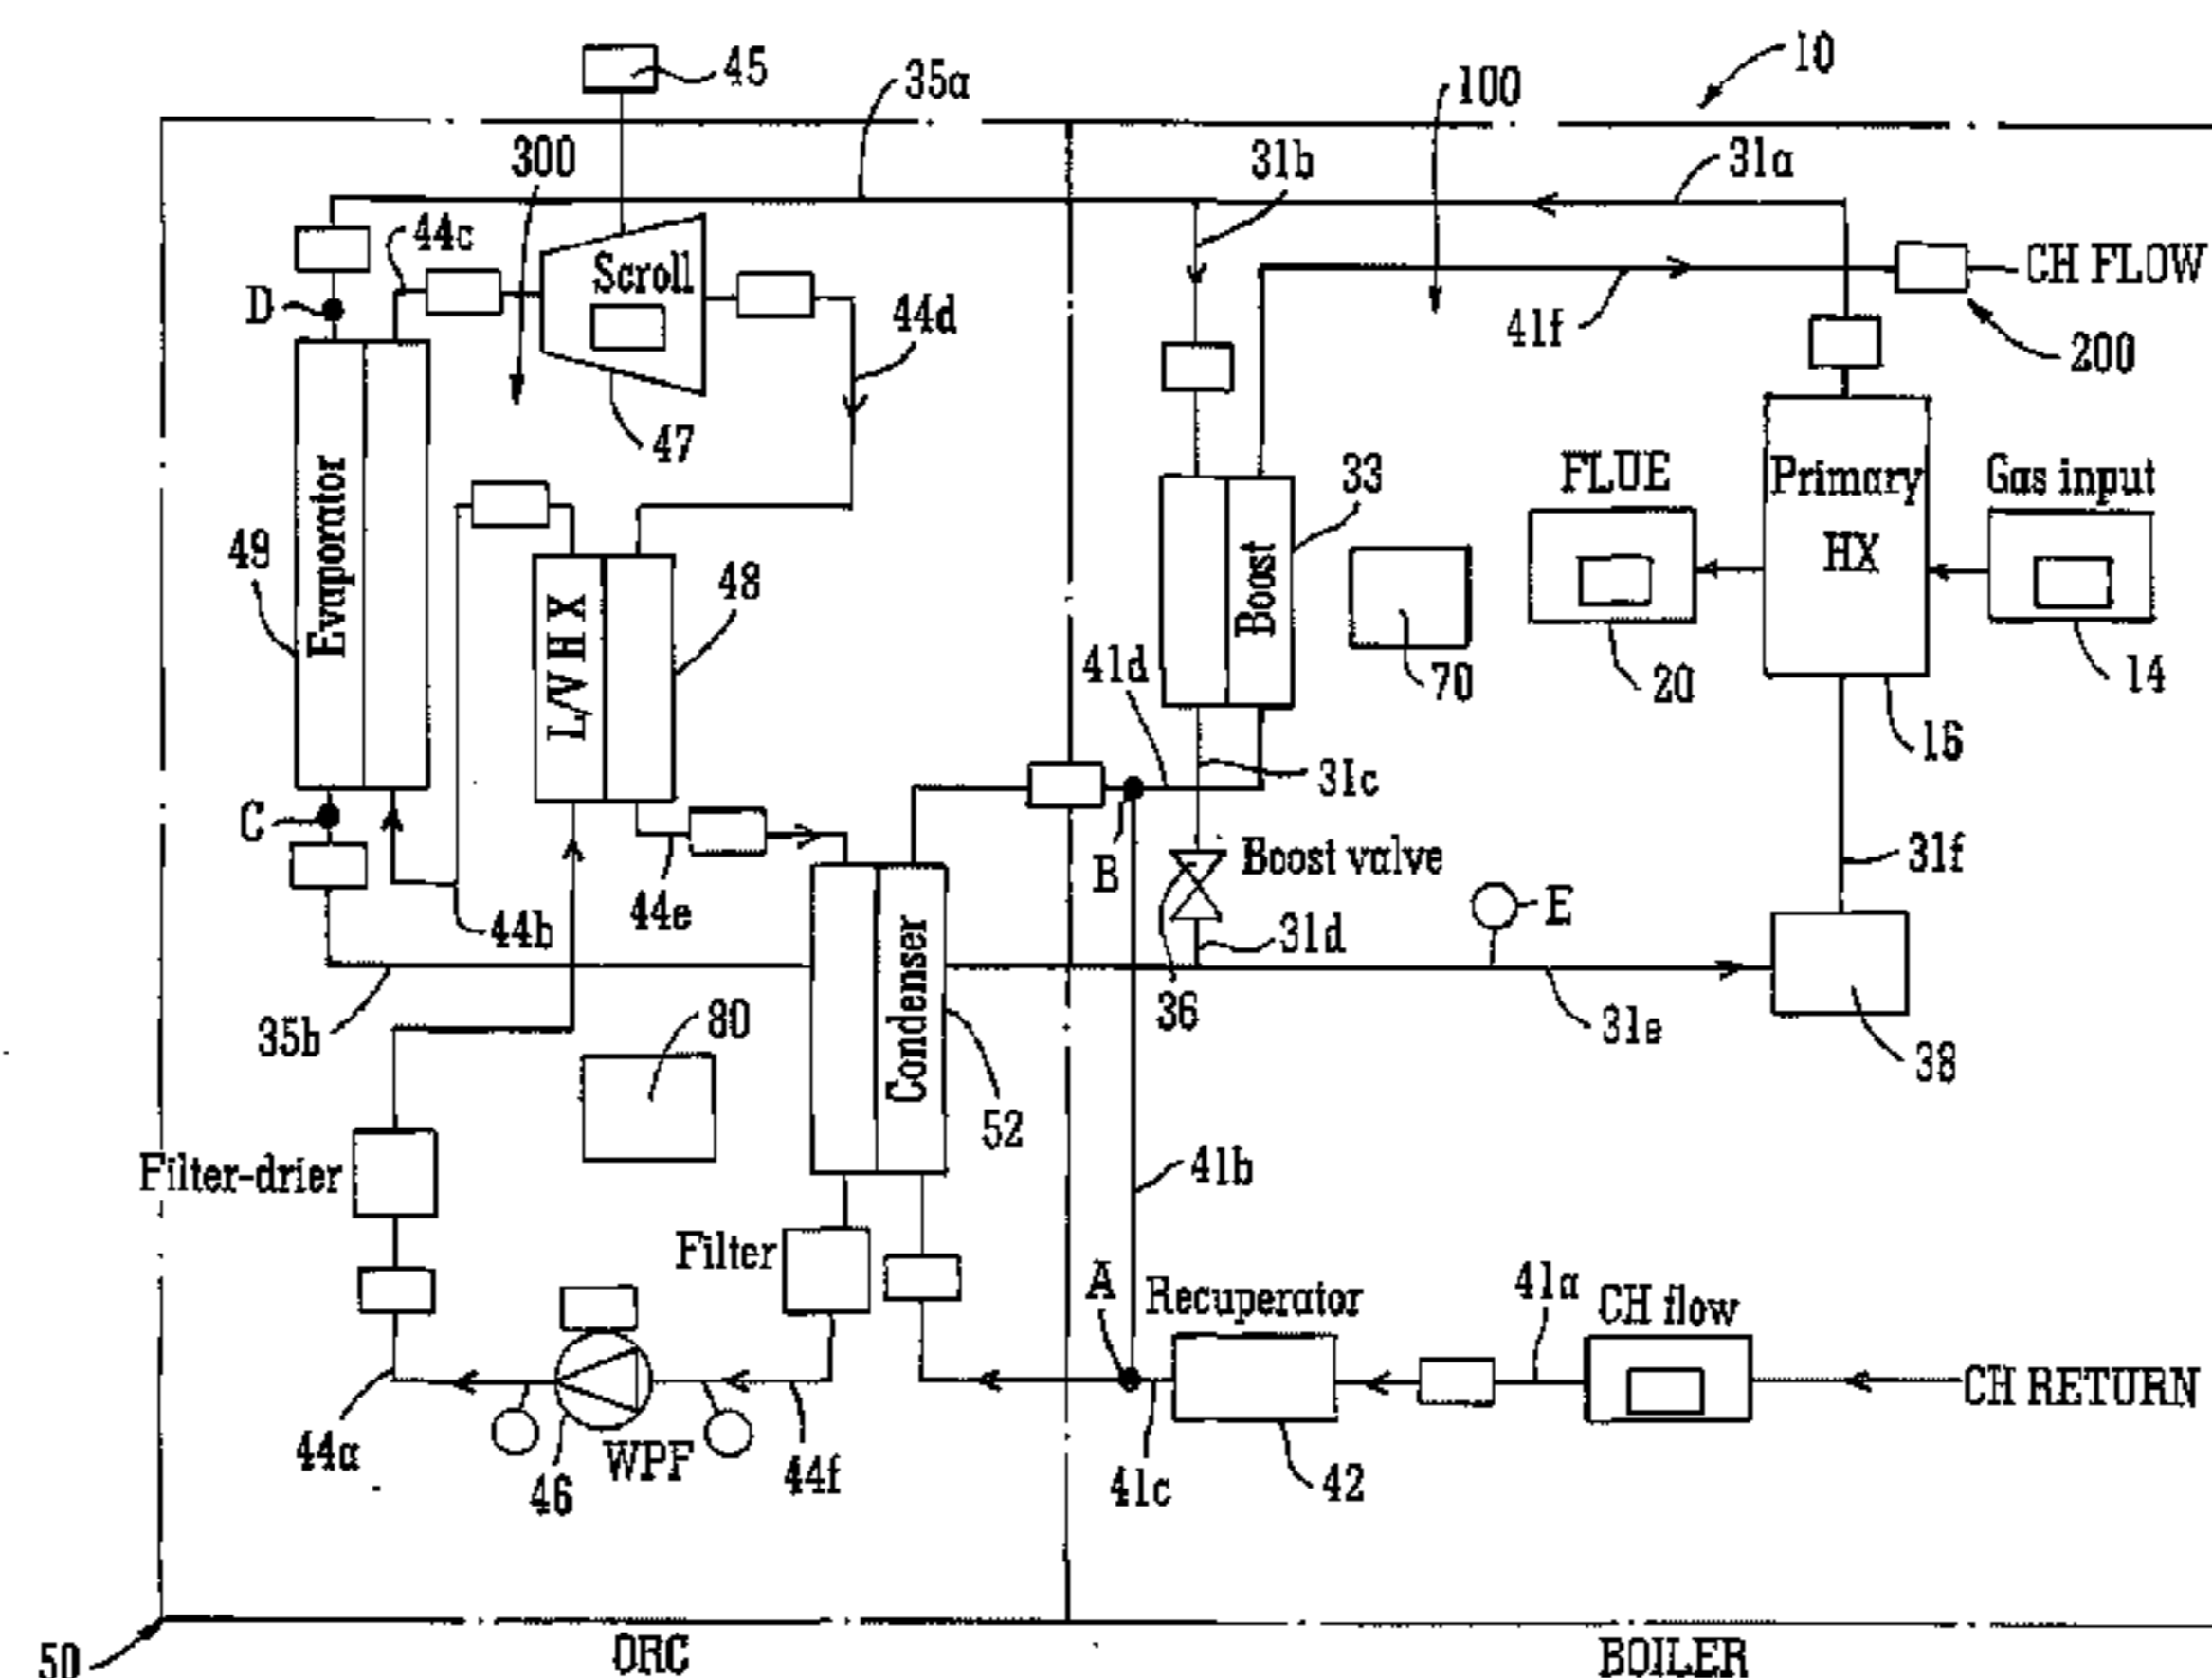 45
35a
100
10
300
31b
31a
44c
Scroll
CH FLOW
D
44d
41f
200
47
33
FLUE
Primary
HX
Gas input
Evaporator
49
L/V HX
48
Boost
41d
70
20
14
16
31c
C
B
Boost valve
31f
44b
44e
E
31d
Condenser
36
35b
80
31e
38
52
Filter-drier
41b
Filter
A
Recuperator
41a
CH flow
CH RETURN
44a
WPF
46
44f
41c
42
50
ORC
BOILER